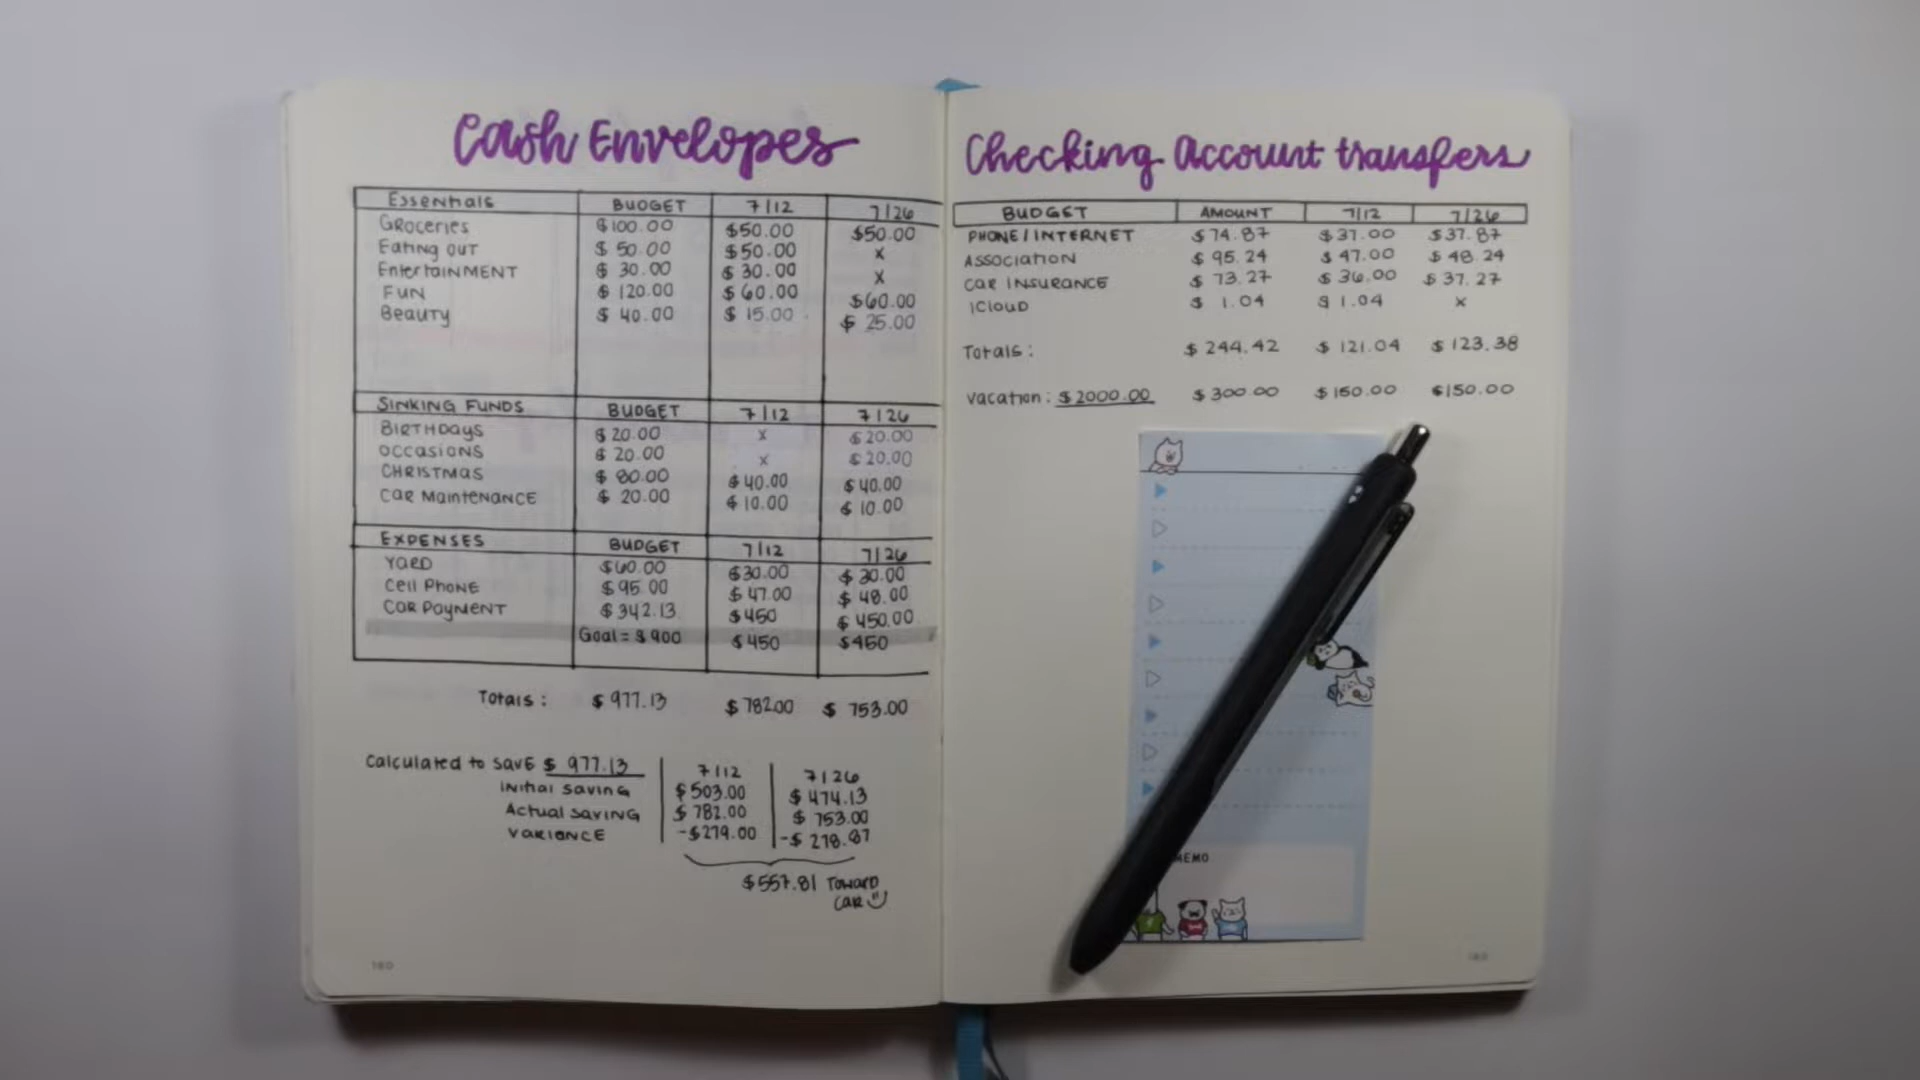 Cash Envelopes
Essentials BUDGET 7/12 7/26
Groceries $100.00 $50.00 $50.00
Eating out $50.00 $50.00 x
Entertainment $30.00 $30.00 x
Fun $120.00 $60.00 $60.00
Beauty $40.00 $15.00 $25.00
SINKING FUNDS BUDGET 7/12 7/26
BIRTHDAYS $20.00 x $20.00
OCCASIONS $20.00 x $20.00
CHRISTMAS $80.00 $40.00 $40.00
Car Maintenance $20.00 $10.00 $10.00
EXPENSES BUDGET 7/12 7/26
Yard $60.00 $30.00 $30.00
Cell Phone $95.00 $47.00 $48.00
Car Payment $342.13 $450 $450.00
Goal = $900 $450 $450
Totals: $977.13 $782.00 $753.00
Calculated to save $977.13 7/12 7/26
Initial saving $503.00 $474.13
Actual saving $782.00 $753.00
Variance -$279.00 -$278.87
$557.81 Toward
Car
180
Checking Account transfers
BUDGET AMOUNT 7/12 7/26
PHONE/INTERNET $74.87 $37.00 $37.87
ASSOCIATION $95.24 $47.00 $48.24
CAR INSURANCE $73.27 $36.00 $37.27
iCloud $1.04 $1.04 x
Totals: $244.42 $121.04 $123.38
Vacation: $2000.00 $300.00 $150.00 $150.00
MEMO